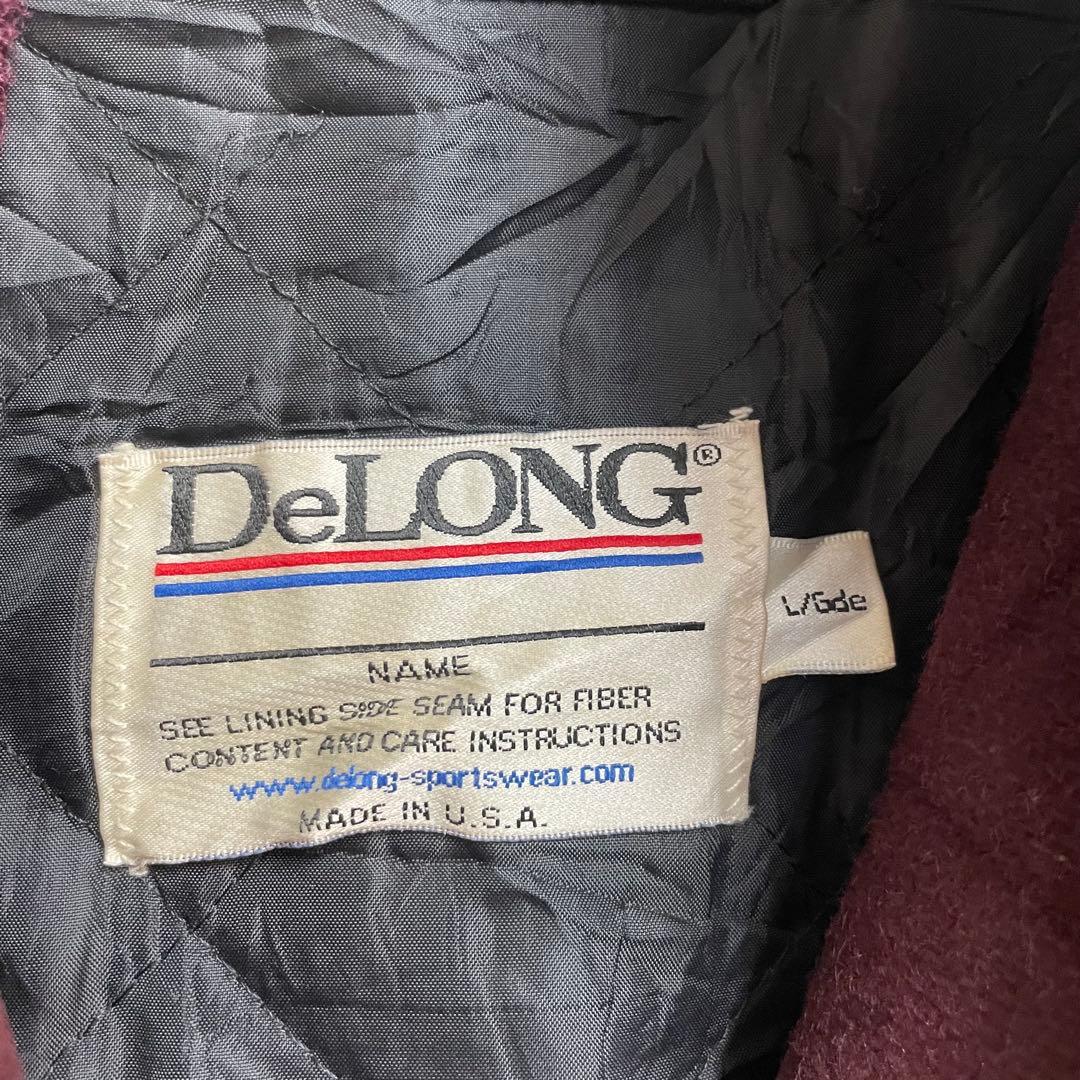 DeLONG®
L/Gde
NAME
SEE LINING SIDE SEAM FOR FIBER
CONTENT AND CARE INSTRUCTIONS
www.delong-sportswear.com
MADE IN U.S.A.